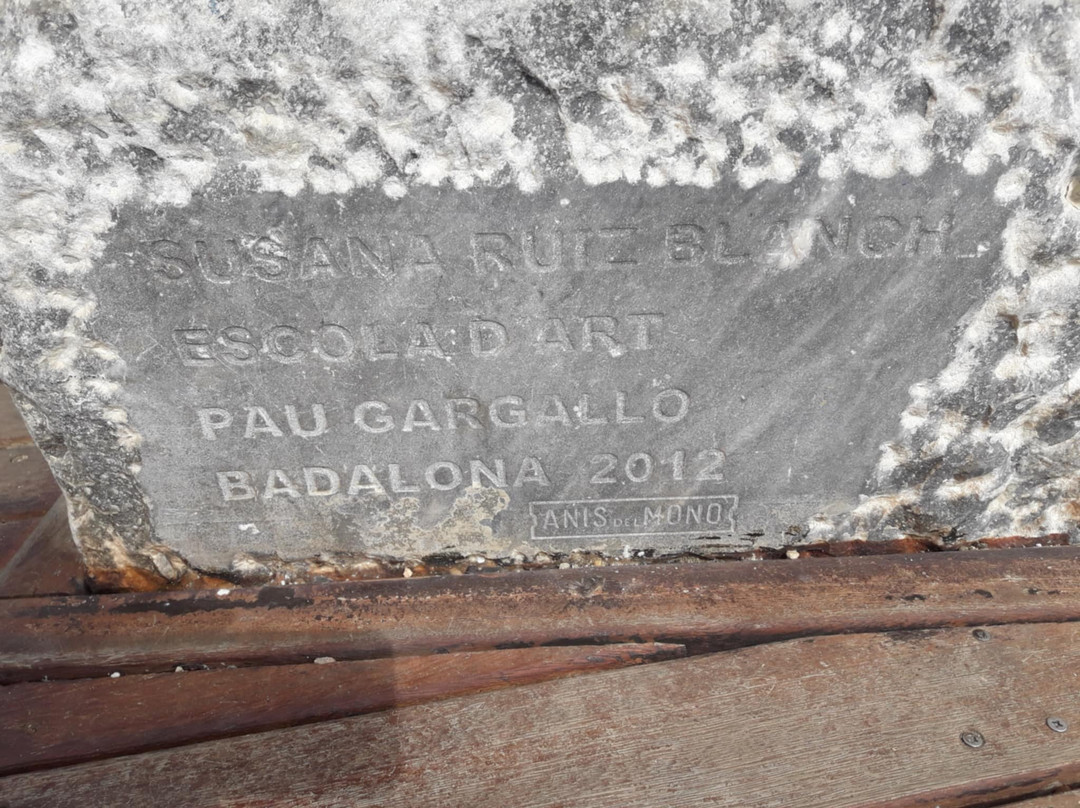 SUSANA RUIZ BLANCH
ESCOLA D ART
PAU GARGALLO
BADALONA 2012
ANIS DEL MONO